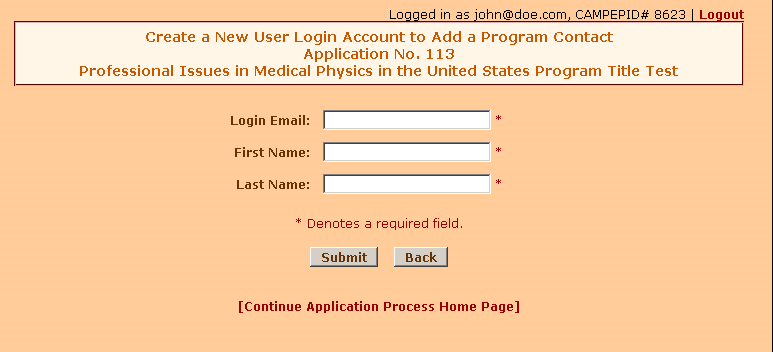 Logged in as john@doe.com, CAMPEPID# 8623 | Logout
Create a New User Login Account to Add a Program Contact
Application No. 113
Professional Issues in Medical Physics in the United States Program Title Test
Login Email: *
First Name: *
Last Name: *
* Denotes a required field.
Submit Back
[Continue Application Process Home Page]